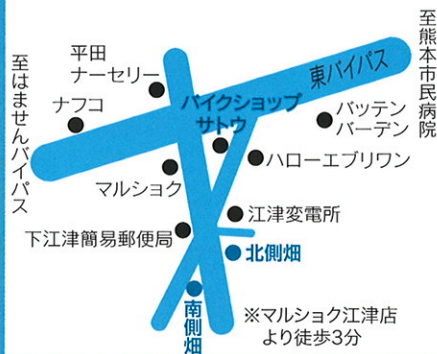 至熊本市民病院
平田
ナーセリー
東バイパス
至はませんバイパス
ナフコ
バイクショップ
サトウ
バッテン
バーデン
ハローエブリワン
マルショク
江津変電所
下江津簡易郵便局
北側畑
南側畑
※マルショク江津店
より徒歩3分